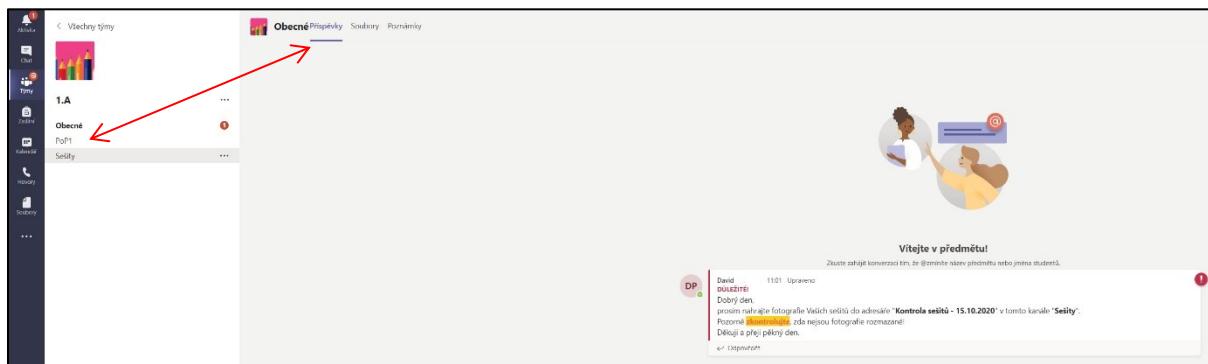 1
Aktivita
Chat
@
Týmy
Zadání
Kalendář
Hovory
Soubory
...
< Všechny týmy
1.A ...
Obecné 1
PoP1
Sešity ...
Obecné Příspěvky Soubory Poznámky
@
Vítejte v předmětu!
Zkuste zahájit konverzaci tím, že @zmíníte název předmětu nebo jména studentů.
DP
David 11:01 Upraveno
DŮLEŽITÉ!
Dobrý den,
prosím nahrajte fotografie Vašich sešitů do adresáře "Kontrola sešitů - 15.10.2020" v tomto kanále "Sešity".
Pozorně zkontrolujte, zda nejsou fotografie rozmazané!
Děkuji a přeji pěkný den.
Odpovědět